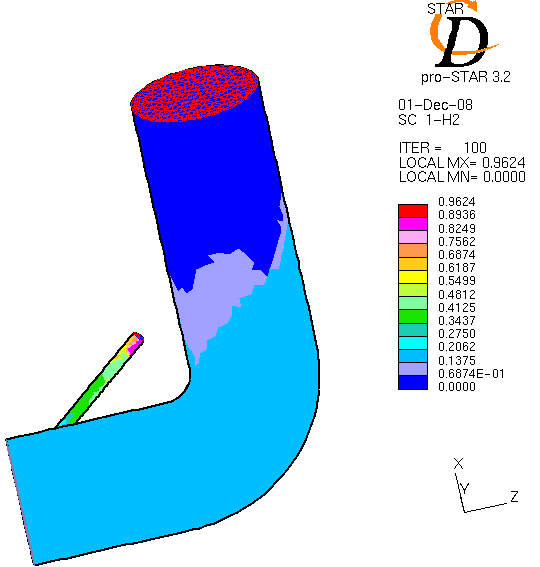 STAR
CD
pro-STAR 3.2
01-Dec-08
SC 1-H2
ITER = 100
LOCAL MX= 0.9624
LOCAL MN= 0.0000
0.9624
0.8936
0.8249
0.7562
0.6874
0.6187
0.5499
0.4812
0.4125
0.3437
0.2750
0.2062
0.1375
0.6874E-01
0.0000
X
Y
Z